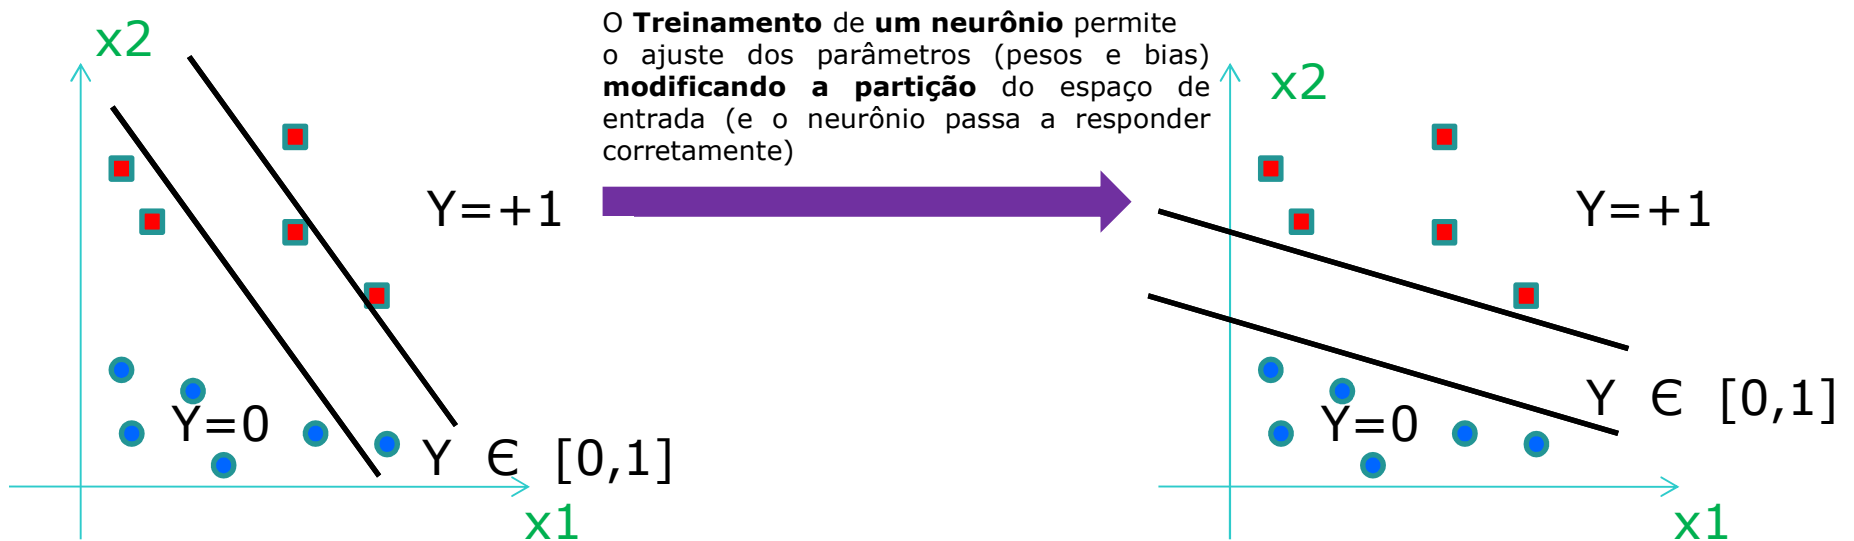 x2
Y=+1
Y=0
Y Є [0,1]
x1
O Treinamento de um neurônio permite
o ajuste dos parâmetros (pesos e bias)
modificando a partição do espaço de
entrada (e o neurônio passa a responder
corretamente)
x2
Y=+1
Y Є [0,1]
Y=0
x1